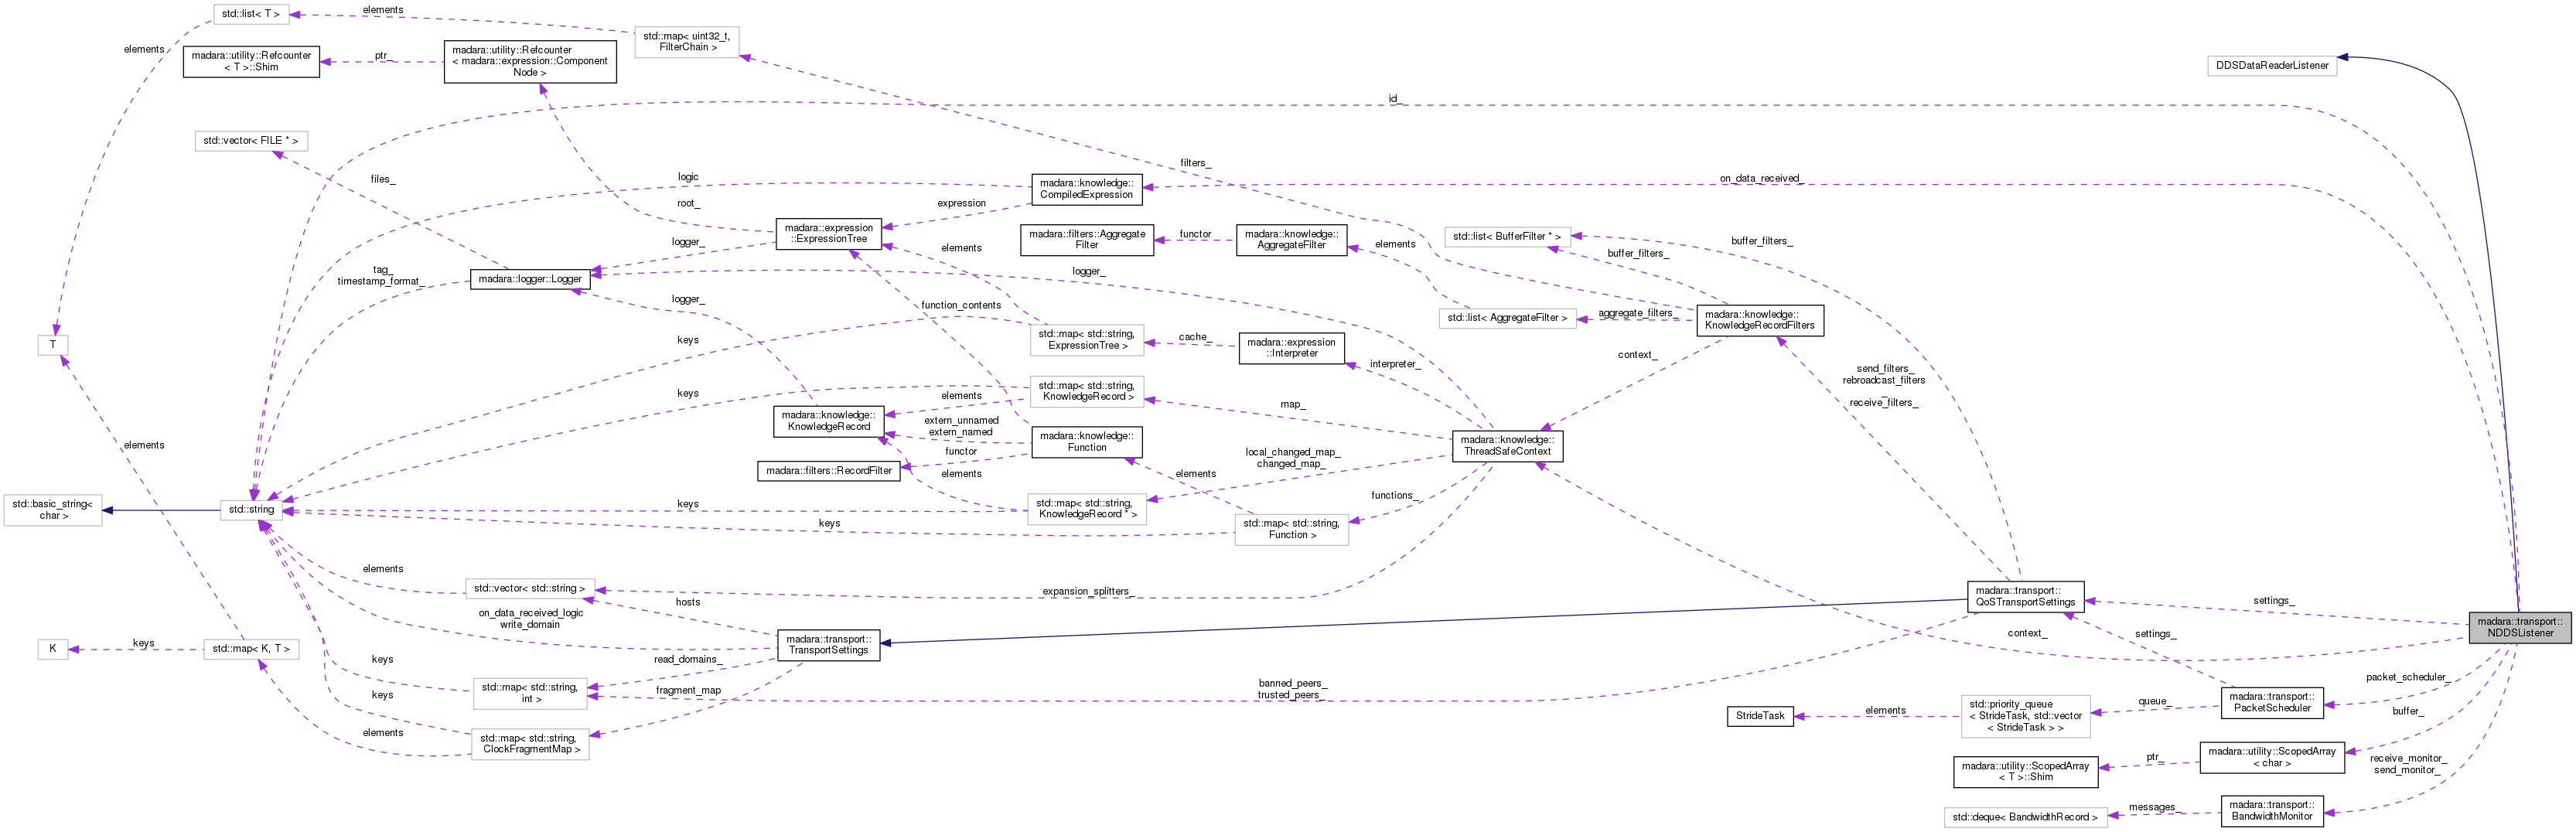 std::list< T >
elements
std::map< uint32_t,
FilterChain >
elements
madara::utility::Refcounter
< T >::Shim
ptr_
madara::utility::Refcounter
< madara::expression::Component
Node >
DDSDataReaderListener
id_
std::vector< FILE * >
files_
logic
root_
filters_
on_data_received_
madara::knowledge::
CompiledExpression
expression
madara::expression
::ExpressionTree
logger_
elements
madara::filters::Aggregate
Filter
functor
madara::knowledge::
AggregateFilter
elements
std::list< BufferFilter * >
buffer_filters_
buffer_filters_
tag_
timestamp_format_
madara::logger::Logger
logger_
logger_
function_contents
std::list< AggregateFilter >
aggregate_filters_
madara::knowledge::
KnowledgeRecordFilters
T
keys
std::map< std::string,
ExpressionTree >
cache_
madara::expression
::Interpreter
interpreter_
context_
send_filters_
rebroadcast_filters
_
receive_filters_
keys
std::map< std::string,
KnowledgeRecord >
elements
map_
madara::knowledge::
KnowledgeRecord
extern_unnamed
extern_named
madara::knowledge::
Function
functor
madara::filters::RecordFilter
elements
elements
elements
local_changed_map_
changed_map_
madara::knowledge::
ThreadSafeContext
std::basic_string<
char >
std::string
keys
std::map< std::string,
KnowledgeRecord * >
functions_
keys
std::map< std::string,
Function >
elements
std::vector< std::string >
expansion_splitters_
hosts
on_data_received_logic
write_domain
madara::transport::
QoSTransportSettings
settings_
madara::transport::
NDDSListener
context_
settings_
K
keys
std::map< K, T >
madara::transport::
TransportSettings
keys
read_domains_
std::map< std::string,
int >
fragment_map
keys
banned_peers_
trusted_peers_
packet_scheduler_
madara::transport::
PacketScheduler
queue_
std::priority_queue
< StrideTask, std::vector
< StrideTask > >
elements
StrideTask
buffer_
elements
std::map< std::string,
ClockFragmentMap >
madara::utility::ScopedArray
< char >
ptr_
madara::utility::ScopedArray
< T >::Shim
receive_monitor_
send_monitor_
madara::transport::
BandwidthMonitor
messages_
std::deque< BandwidthRecord >